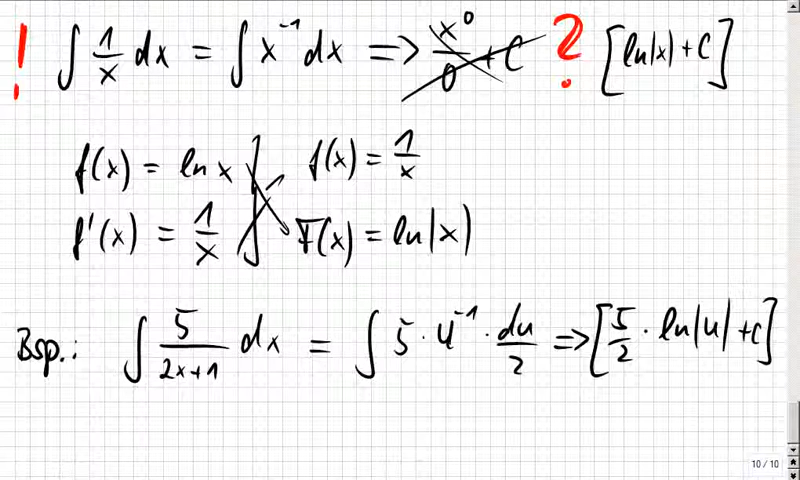 ! ∫ 1/x dx = ∫ x⁻¹ dx => x⁰/0 + C ? [ln|x| + C]
f(x) = ln x f(x) = 1/x
f'(x) = 1/x F(x) = ln|x|
Bsp.: ∫ 5/(2x+1) dx = ∫ 5 · u⁻¹ · du/2 => [5/2 · ln|u| + C]
10 / 10